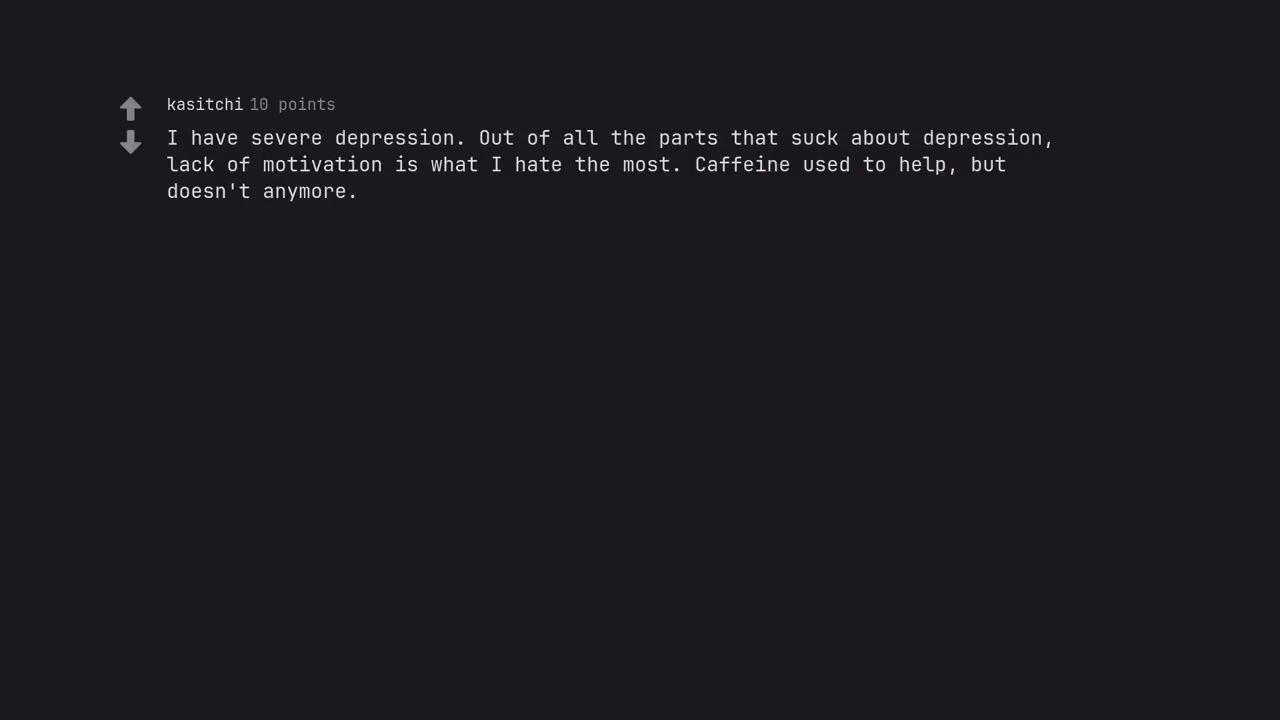 kasitchi 10 points
I have severe depression. Out of all the parts that suck about depression,
lack of motivation is what I hate the most. Caffeine used to help, but
doesn't anymore.